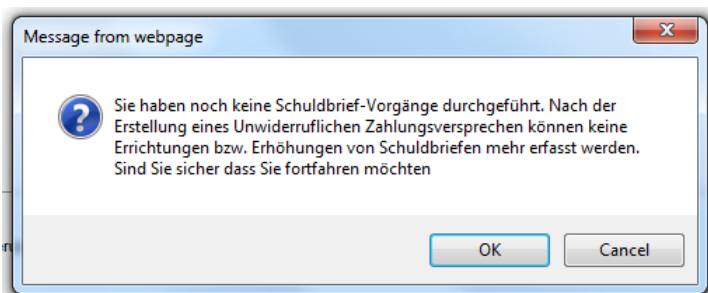 Message from webpage
Sie haben noch keine Schuldbrief-Vorgänge durchgeführt. Nach der
Erstellung eines Unwiderruflichen Zahlungsversprechen können keine
Errichtungen bzw. Erhöhungen von Schuldbriefen mehr erfasst werden.
Sind Sie sicher dass Sie fortfahren möchten
OK Cancel